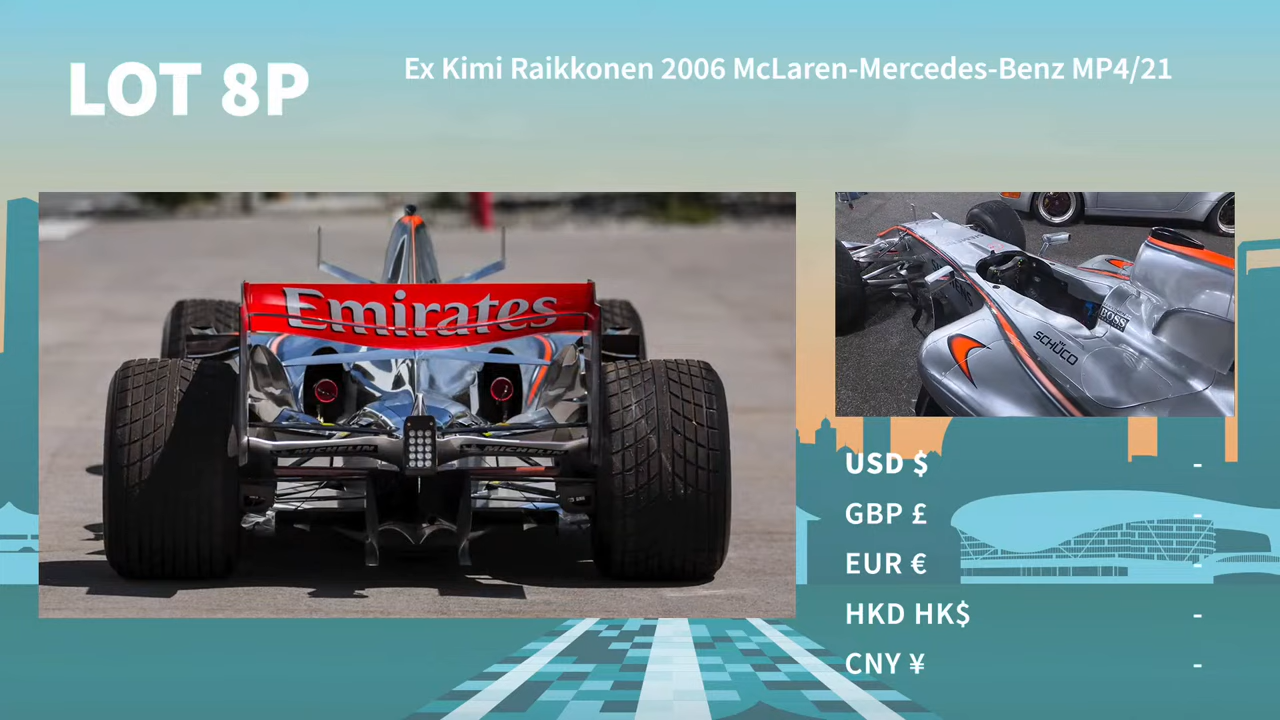 LOT 8P
Ex Kimi Raikkonen 2006 McLaren-Mercedes-Benz MP4/21
Emirates
MICHELIN
MICHELIN
BOSS
SCHÜCO
USD $ -
GBP £ -
EUR € -
HKD HK$ -
CNY ¥ -